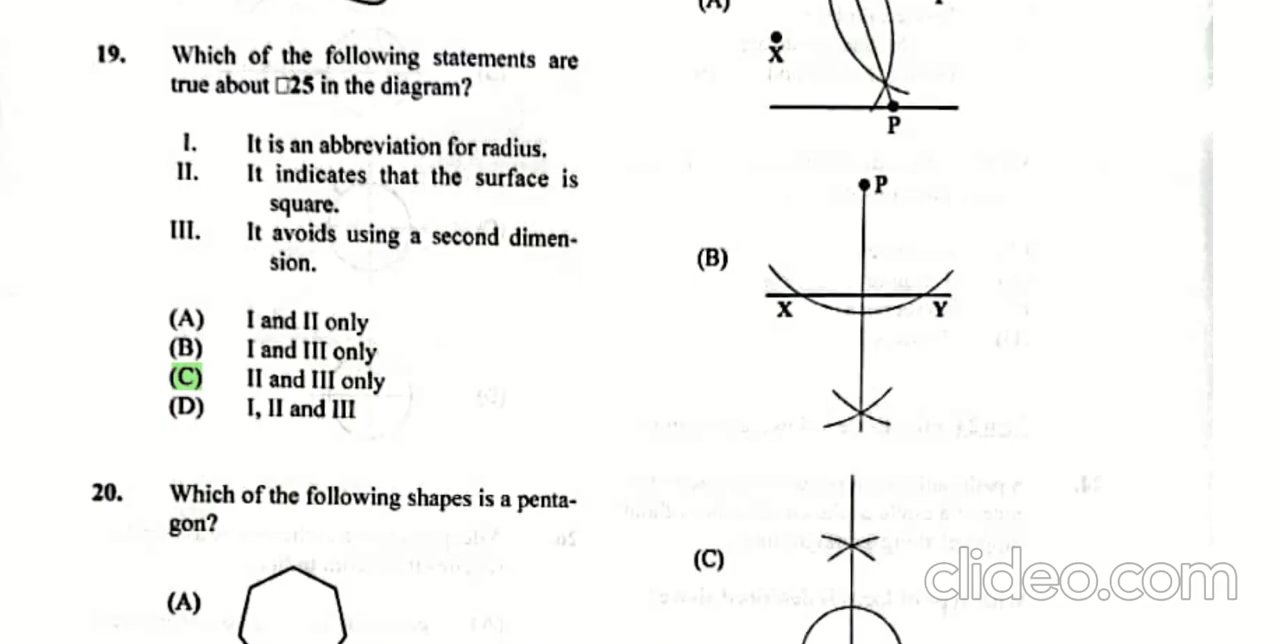 19. Which of the following statements are
true about □25 in the diagram?
I. It is an abbreviation for radius.
II. It indicates that the surface is
square.
III. It avoids using a second dimen-
sion.
(A) I and II only
(B) I and III only
(C) II and III only
(D) I, II and III
20. Which of the following shapes is a penta-
gon?
(A)
(A)
X
P
(B)
P
X
Y
(C)
clideo.com